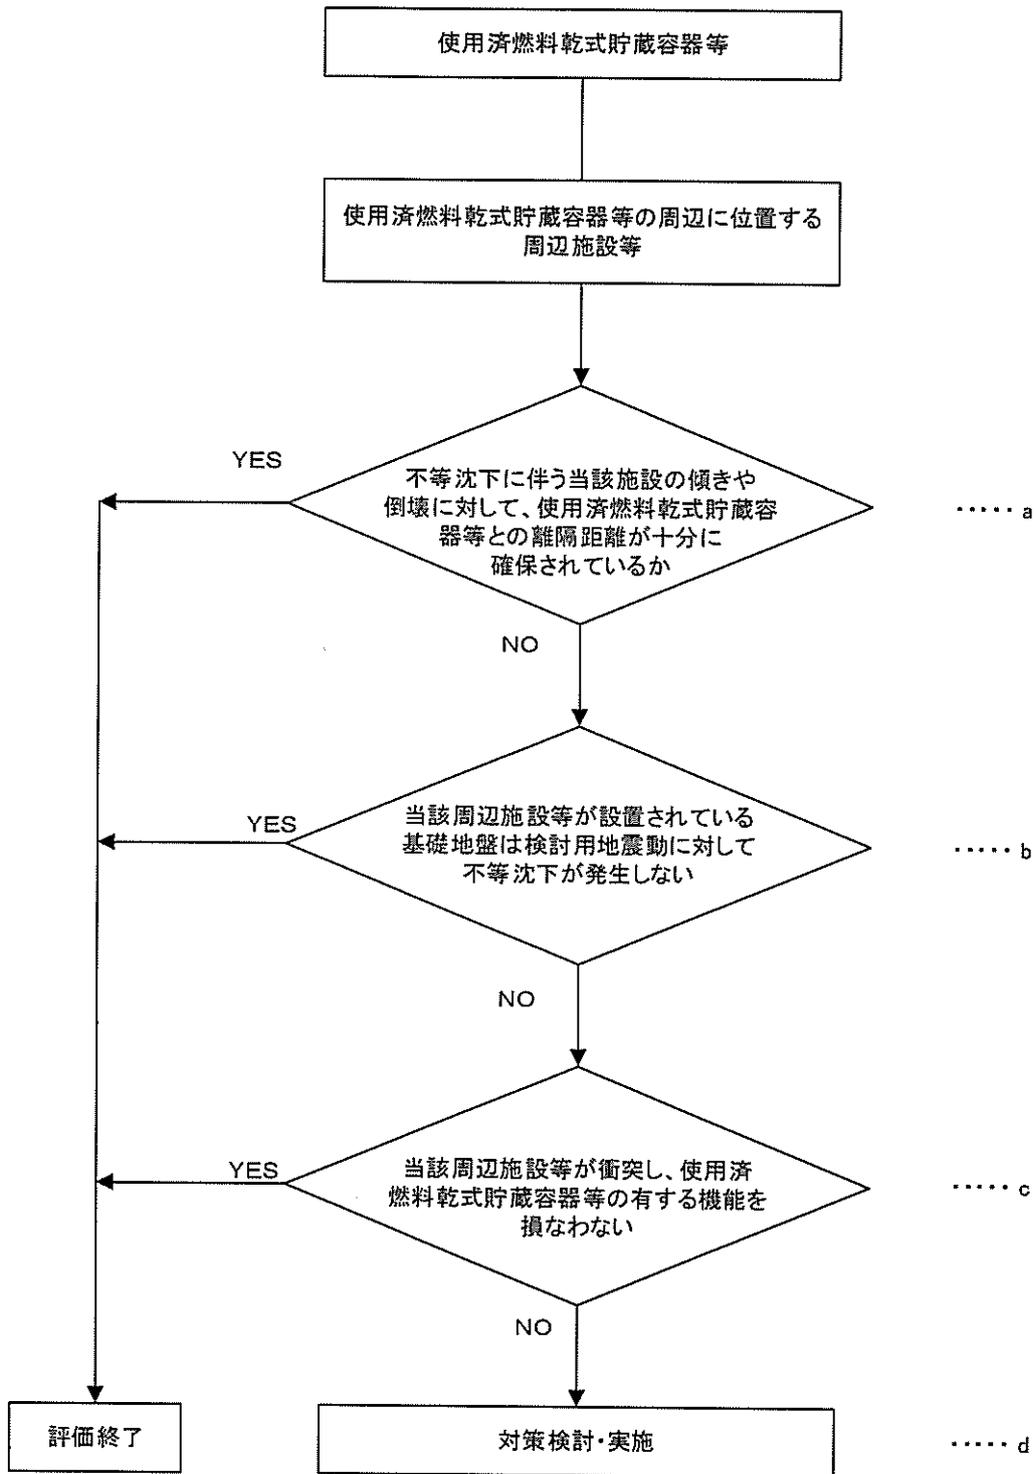 使用済燃料乾式貯蔵容器等
使用済燃料乾式貯蔵容器等の周辺に位置する
周辺施設等
YES
不等沈下に伴う当該施設の傾きや
倒壊に対して、使用済燃料乾式貯蔵容
器等との離隔距離が十分に
確保されているか
‥‥‥ a
NO
YES
当該周辺施設等が設置されている
基礎地盤は検討用地震動に対して
不等沈下が発生しない
‥‥‥ b
NO
YES
当該周辺施設等が衝突し、使用済
燃料乾式貯蔵容器等の有する機能を
損なわない
‥‥‥ c
NO
評価終了
対策検討・実施
‥‥‥ d